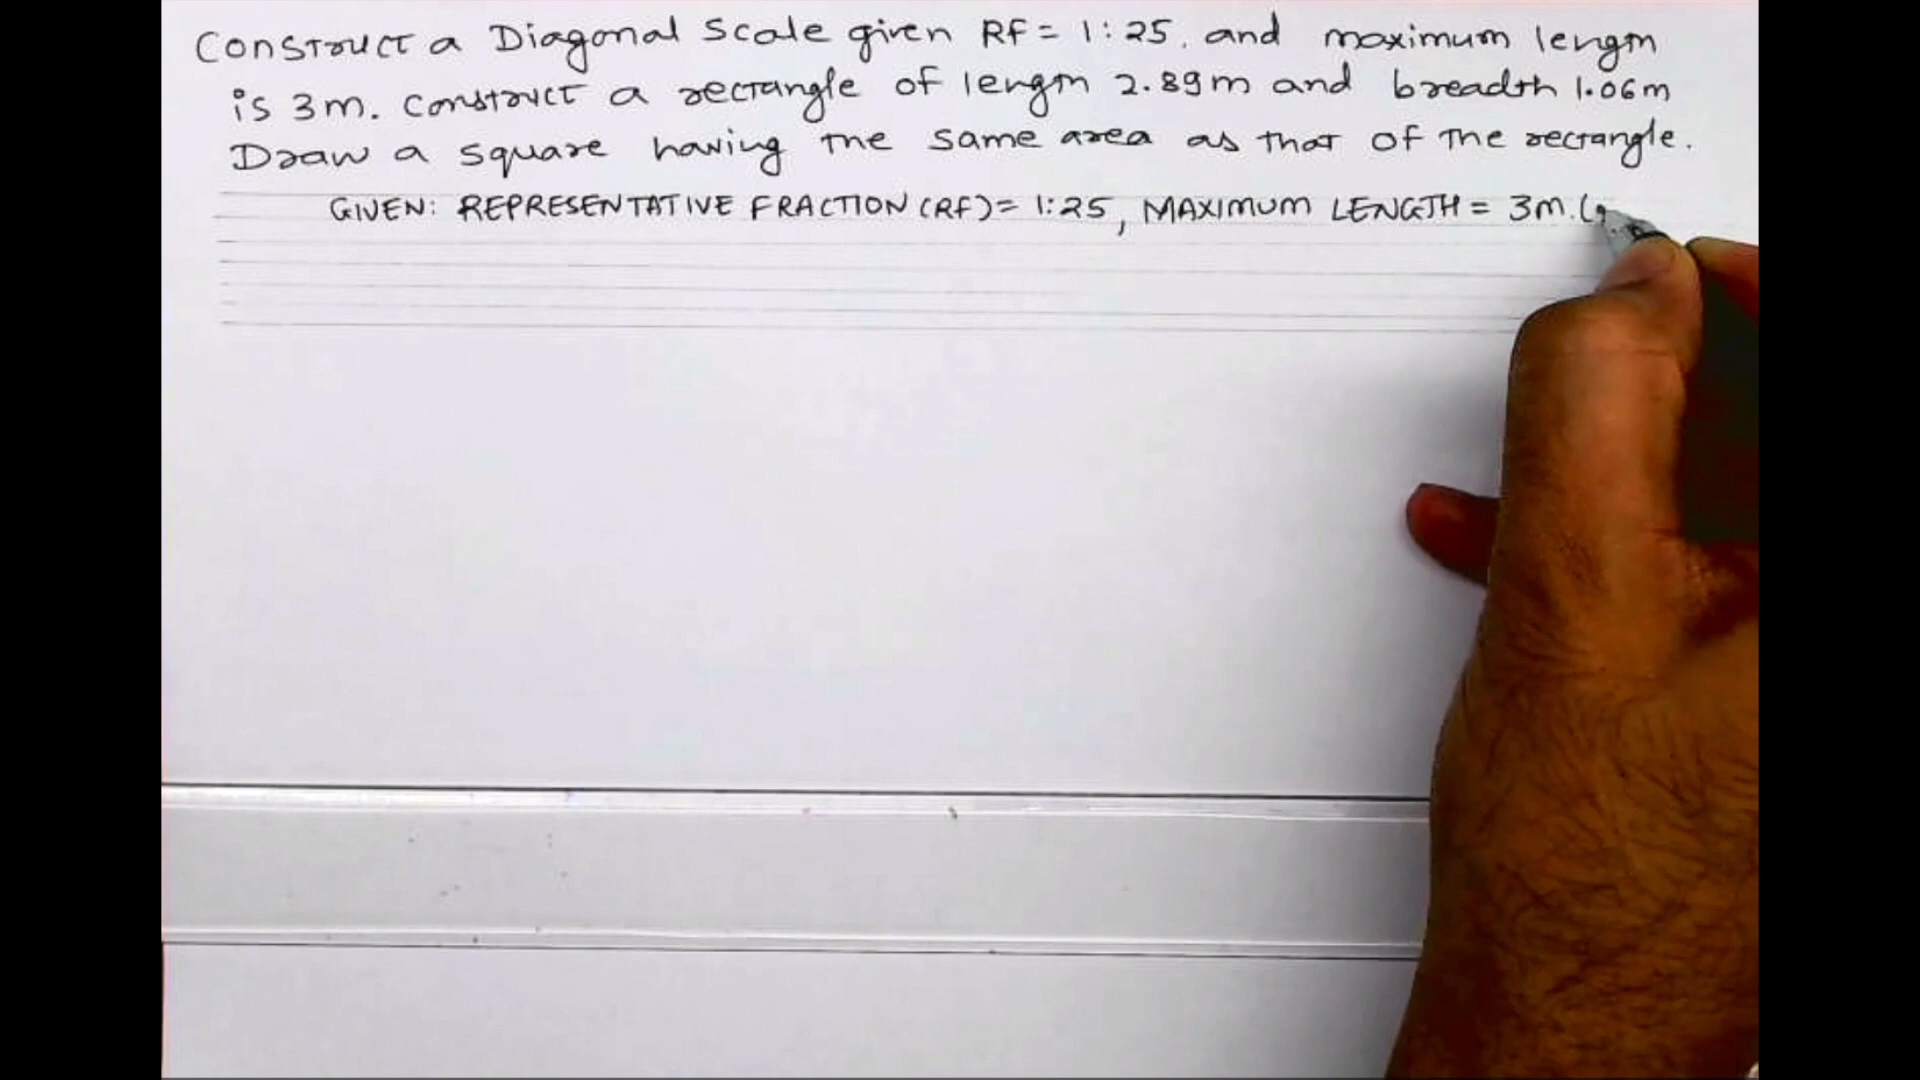 Construct a Diagonal Scale given RF = 1:25. and maximum length
is 3m. Construct a rectangle of length 2.89m and breadth 1.06m
Draw a square having the same area as that of the rectangle.
GIVEN: REPRESENTATIVE FRACTION (RF) = 1:25, MAXIMUM LENGTH = 3m. (